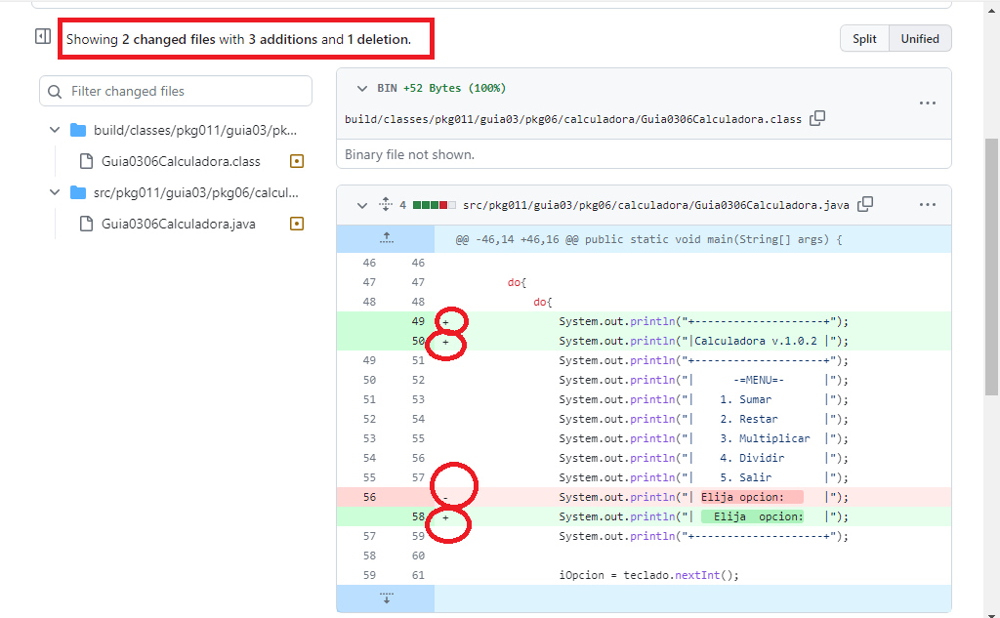 Showing 2 changed files with 3 additions and 1 deletion.
Split Unified
Filter changed files
build/classes/pkg011/guia03/pk...
Guia0306Calculadora.class
src/pkg011/guia03/pkg06/calcul...
Guia0306Calculadora.java
BIN +52 Bytes (100%)
build/classes/pkg011/guia03/pkg06/calculadora/Guia0306Calculadora.class
Binary file not shown.
4 src/pkg011/guia03/pkg06/calculadora/Guia0306Calculadora.java
@@ -46,14 +46,16 @@ public static void main(String[] args) {
46 46
47 47 do{
48 48 do{
49 + System.out.println("+--------------------+");
50 + System.out.println("|Calculadora v.1.0.2 |");
49 51 System.out.println("+--------------------+");
50 52 System.out.println("|      -=MENU=-      |");
51 53 System.out.println("|    1. Sumar        |");
52 54 System.out.println("|    2. Restar       |");
53 55 System.out.println("|    3. Multiplicar  |");
54 56 System.out.println("|    4. Dividir      |");
55 57 System.out.println("|    5. Salir        |");
56 - System.out.println("| Elija opcion:      |");
58 + System.out.println("|   Elija  opcion:   |");
57 59 System.out.println("+--------------------+");
58 60
59 61 iOpcion = teclado.nextInt();